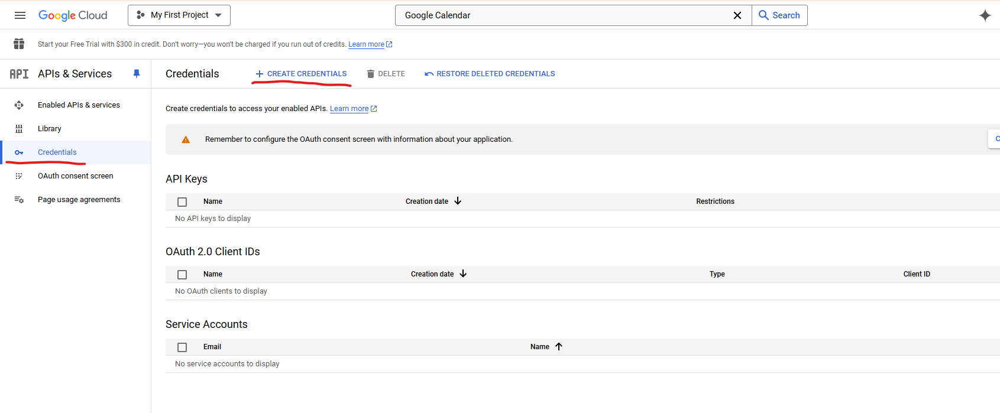 Google Cloud
My First Project
Google Calendar
Search
Start your Free Trial with $300 in credit. Don't worry—you won't be charged if you run out of credits. Learn more
API APIs & Services
Credentials
CREATE CREDENTIALS
DELETE
RESTORE DELETED CREDENTIALS
Enabled APIs & services
Library
Credentials
OAuth consent screen
Page usage agreements
Create credentials to access your enabled APIs. Learn more
Remember to configure the OAuth consent screen with information about your application.
C
API Keys
Name Creation date Restrictions
No API keys to display
OAuth 2.0 Client IDs
Name Creation date Type Client ID
No OAuth clients to display
Service Accounts
Email Name
No service accounts to display